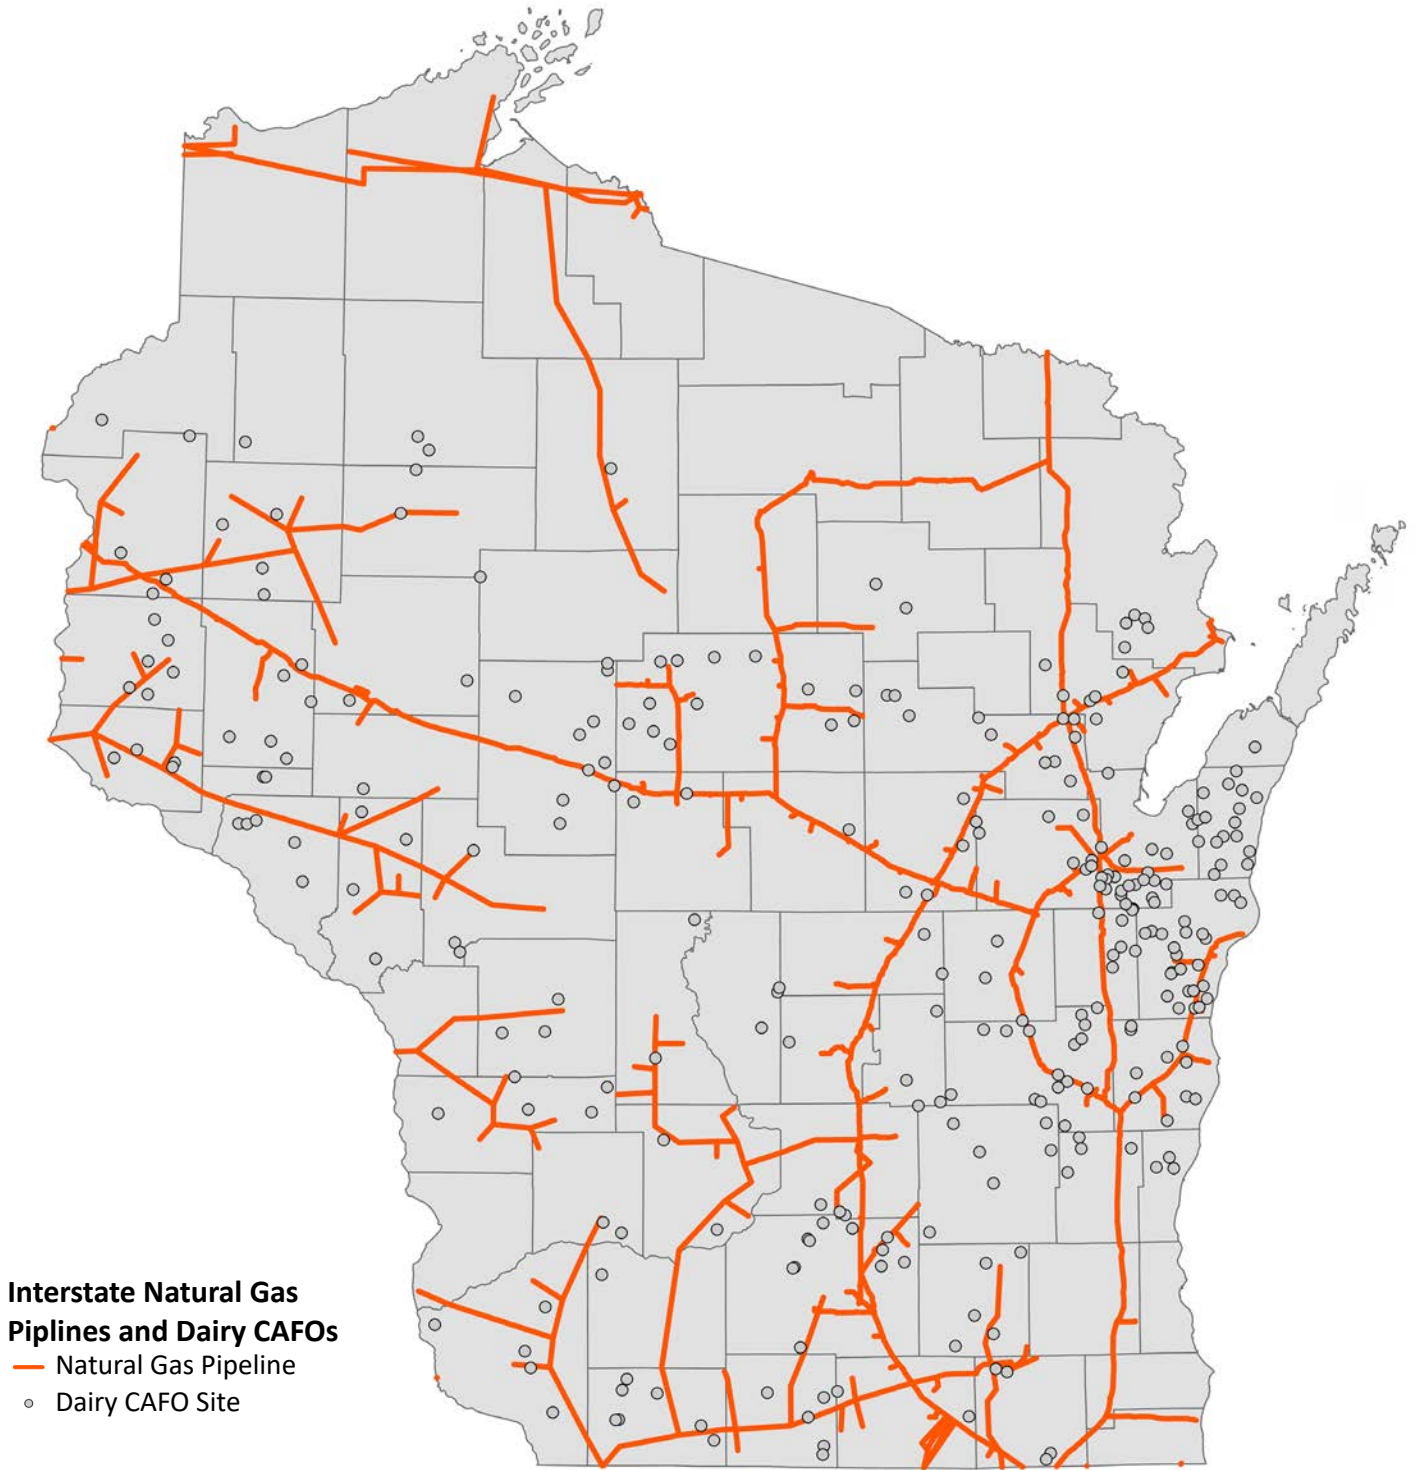 Interstate Natural Gas
Piplines and Dairy CAFOs
Natural Gas Pipeline
Dairy CAFO Site